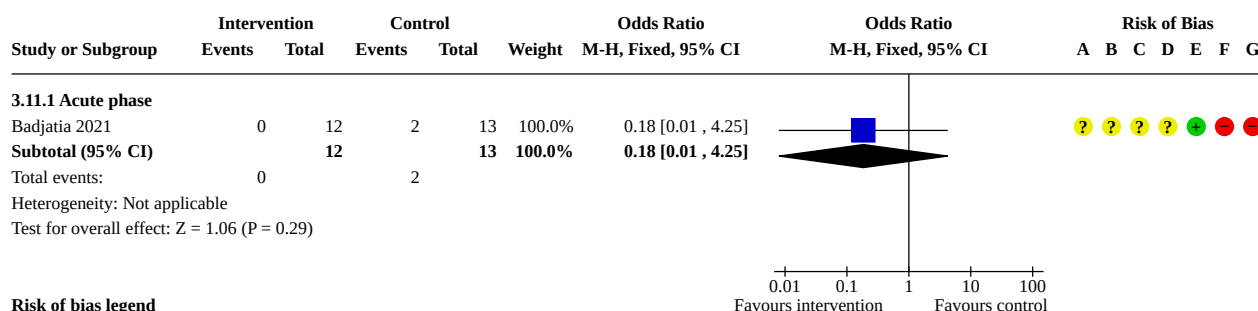 Intervention Control Odds Ratio Odds Ratio Risk of Bias
Study or Subgroup Events Total Events Total Weight M-H, Fixed, 95% CI M-H, Fixed, 95% CI A B C D E F G
3.11.1 Acute phase
Badjatia 2021 0 12 2 13 100.0% 0.18 [0.01 , 4.25] ? ? ? ? + − −
Subtotal (95% CI) 12 13 100.0% 0.18 [0.01 , 4.25]
Total events: 0 2
Heterogeneity: Not applicable
Test for overall effect: Z = 1.06 (P = 0.29)
0.01 0.1 1 10 100
Favours intervention Favours control
Risk of bias legend